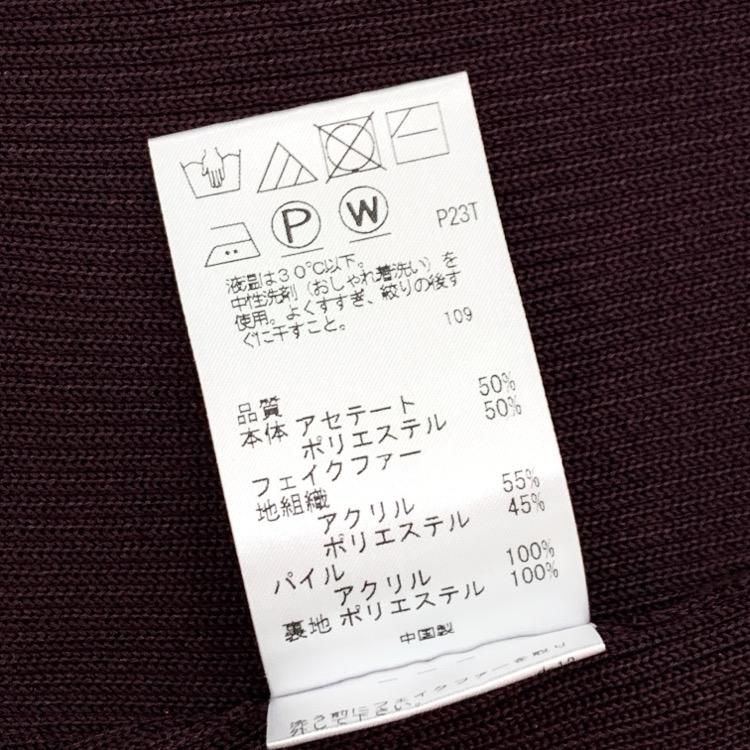 P W P23T
液温は30℃以下。
中性洗剤(おしゃれ着洗い)を
使用。よくすすぎ、絞りの後す
ぐに干すこと。 109
品質
本体 アセテート 50%
ポリエステル 50%
フェイクファー
地組織
アクリル 55%
ポリエステル 45%
パイル
アクリル 100%
裏地 ポリエステル 100%
中国製